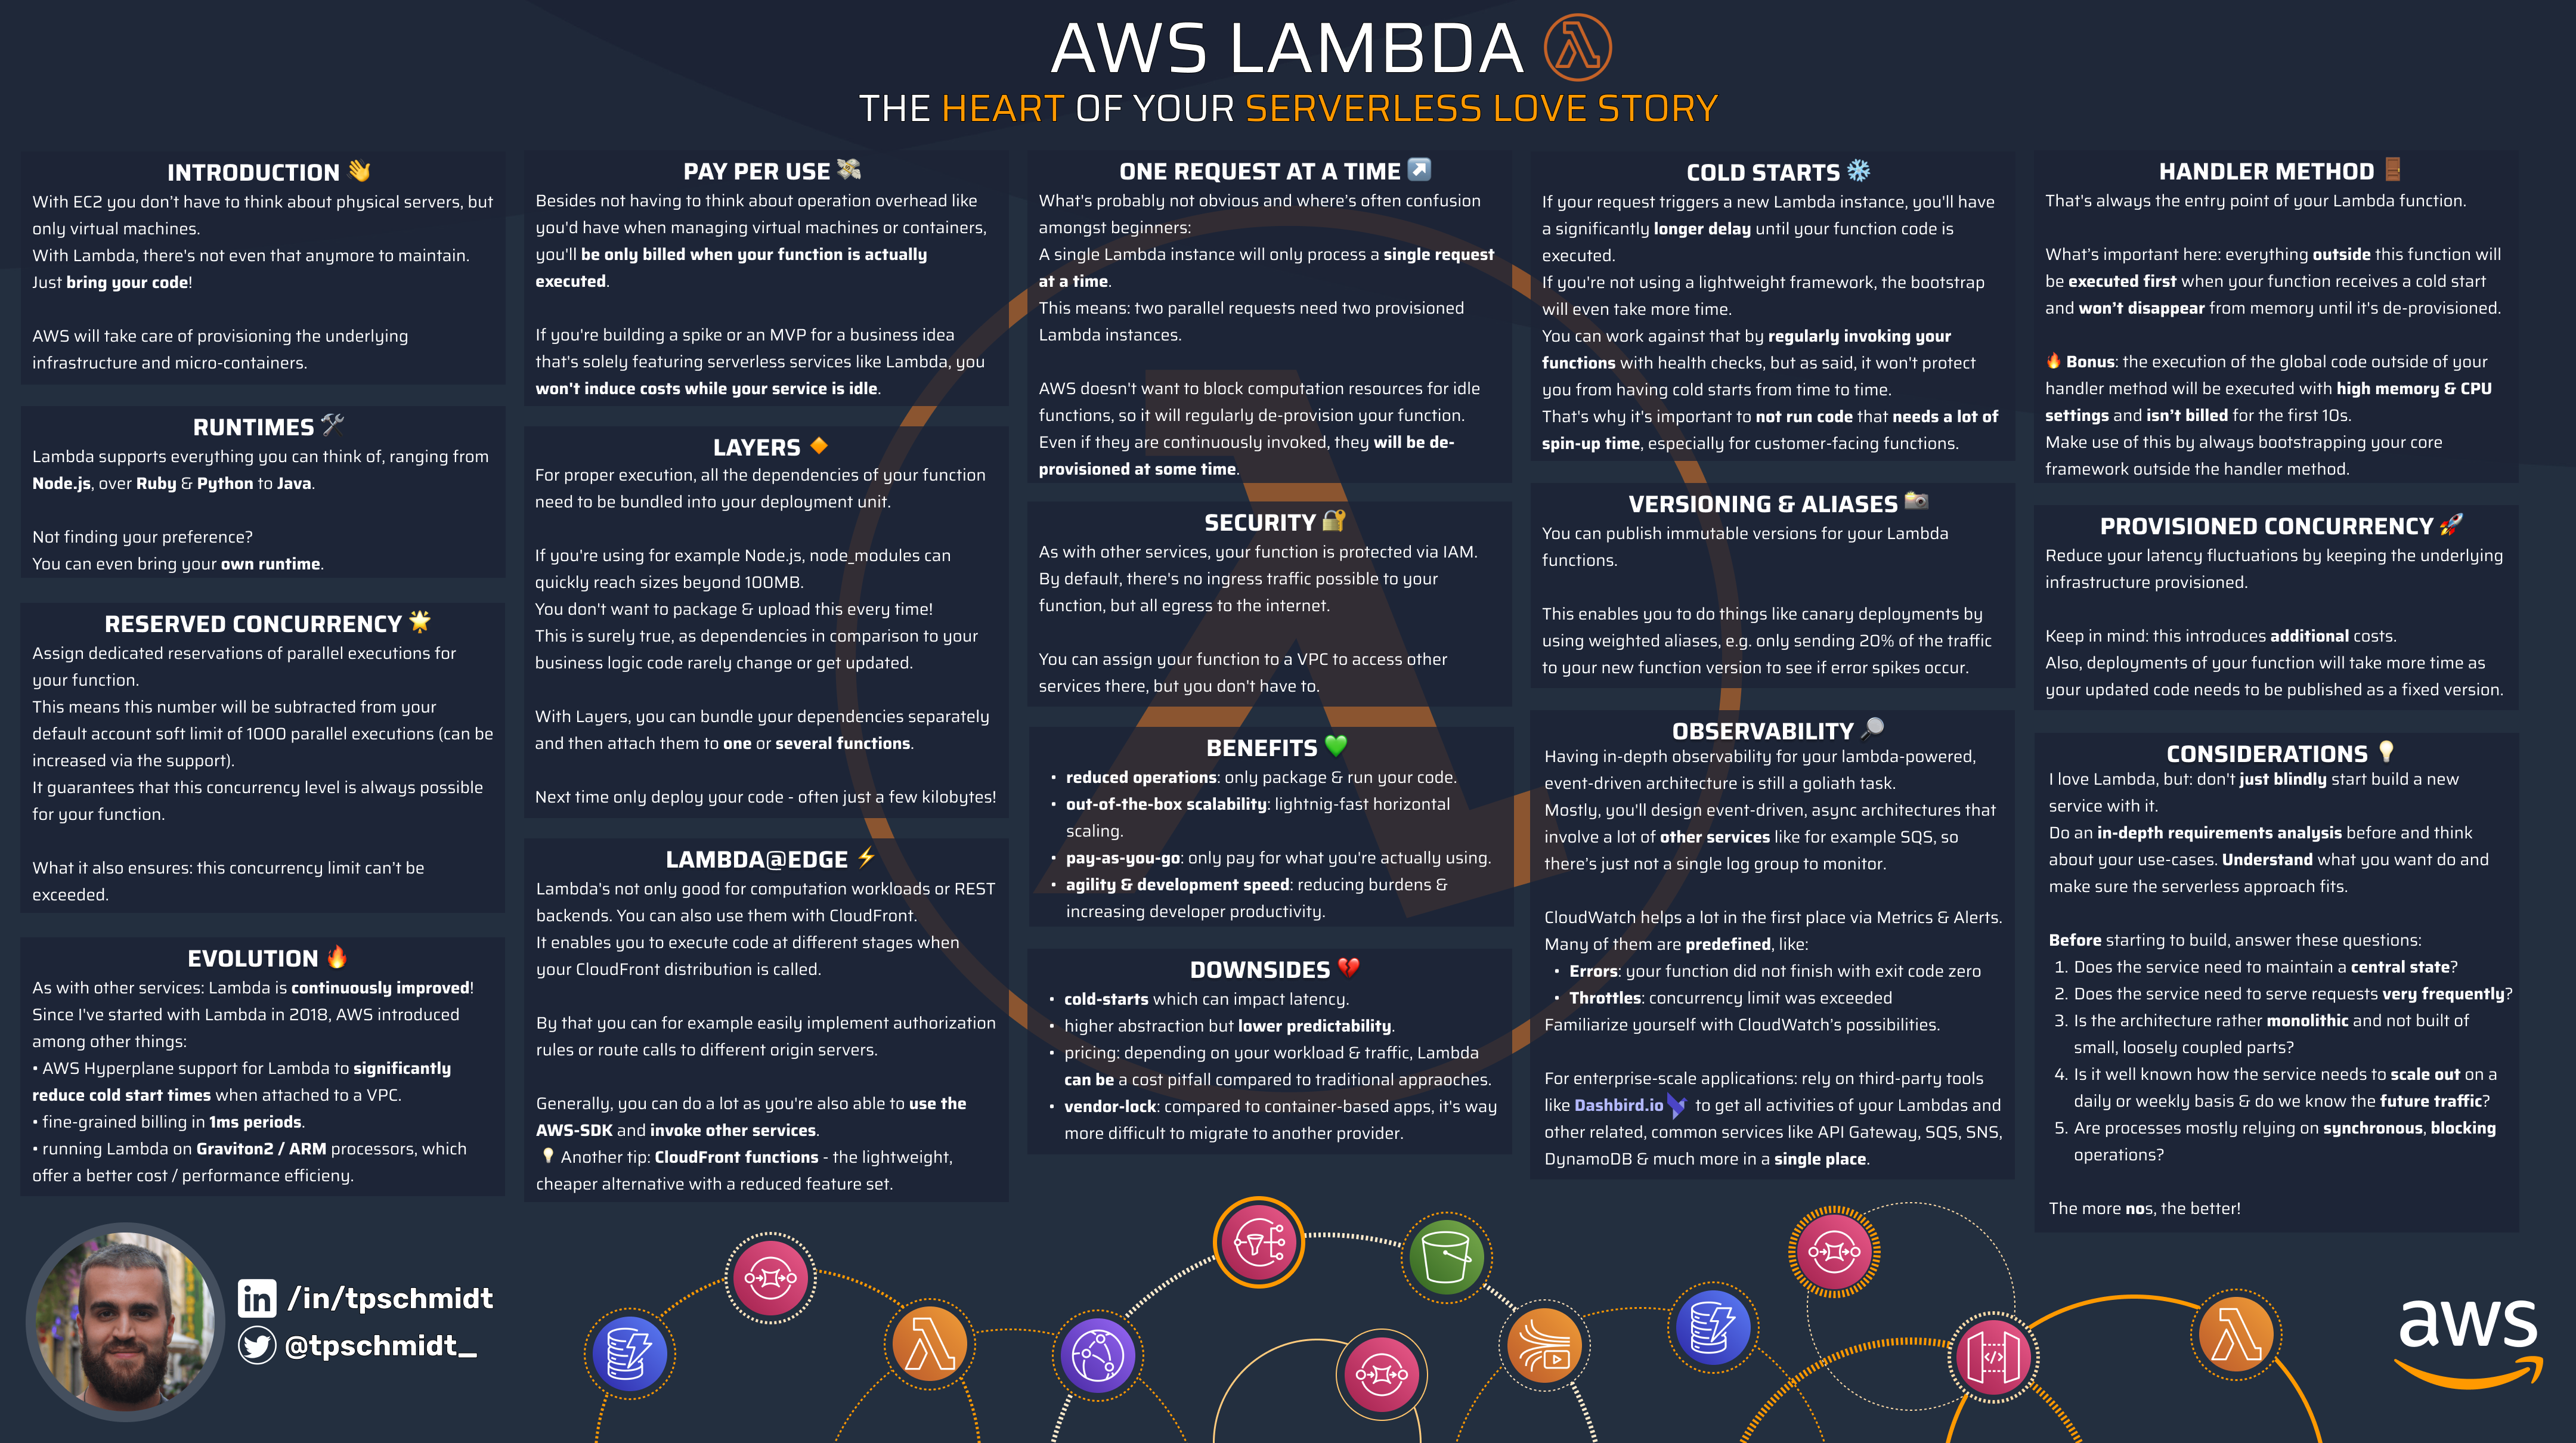 AWS LAMBDA
THE HEART OF YOUR SERVERLESS LOVE STORY
INTRODUCTION 👋
With EC2 you don't have to think about physical servers, but
only virtual machines.
With Lambda, there's not even that anymore to maintain.
Just bring your code!
AWS will take care of provisioning the underlying
infrastructure and micro-containers.
RUNTIMES 🛠
Lambda supports everything you can think of, ranging from
Node.js, over Ruby & Python to Java.
Not finding your preference?
You can even bring your own runtime.
RESERVED CONCURRENCY 🌟
Assign dedicated reservations of parallel executions for
your function.
This means this number will be subtracted from your
default account soft limit of 1000 parallel executions (can be
increased via the support).
It guarantees that this concurrency level is always possible
for your function.
What it also ensures: this concurrency limit can't be
exceeded.
EVOLUTION 🔥
As with other services: Lambda is continuously improved!
Since I've started with Lambda in 2018, AWS introduced
among other things:
• AWS Hyperplane support for Lambda to significantly
reduce cold start times when attached to a VPC.
• fine-grained billing in 1ms periods.
• running Lambda on Graviton2 / ARM processors, which
offer a better cost / performance efficieny.
PAY PER USE 💸
Besides not having to think about operation overhead like
you'd have when managing virtual machines or containers,
you'll be only billed when your function is actually
executed.
If you're building a spike or an MVP for a business idea
that's solely featuring serverless services like Lambda, you
won't induce costs while your service is idle.
LAYERS 🔸
For proper execution, all the dependencies of your function
need to be bundled into your deployment unit.
If you're using for example Node.js, node_modules can
quickly reach sizes beyond 100MB.
You don't want to package & upload this every time!
This is surely true, as dependencies in comparison to your
business logic code rarely change or get updated.
With Layers, you can bundle your dependencies separately
and then attach them to one or several functions.
Next time only deploy your code - often just a few kilobytes!
LAMBDA@EDGE ⚡
Lambda's not only good for computation workloads or REST
backends. You can also use them with CloudFront.
It enables you to execute code at different stages when
your CloudFront distribution is called.
By that you can for example easily implement authorization
rules or route calls to different origin servers.
Generally, you can do a lot as you're also able to use the
AWS-SDK and invoke other services.
💡 Another tip: CloudFront functions - the lightweight,
cheaper alternative with a reduced feature set.
ONE REQUEST AT A TIME ↗
What's probably not obvious and where's often confusion
amongst beginners:
A single Lambda instance will only process a single request
at a time.
This means: two parallel requests need two provisioned
Lambda instances.
AWS doesn't want to block computation resources for idle
functions, so it will regularly de-provision your function.
Even if they are continuously invoked, they will be de-
provisioned at some time.
SECURITY 🔐
As with other services, your function is protected via IAM.
By default, there's no ingress traffic possible to your
function, but all egress to the internet.
You can assign your function to a VPC to access other
services there, but you don't have to.
BENEFITS 💚
• reduced operations: only package & run your code.
• out-of-the-box scalability: lightnig-fast horizontal
scaling.
• pay-as-you-go: only pay for what you're actually using.
• agility & development speed: reducing burdens &
increasing developer productivity.
DOWNSIDES 💔
• cold-starts which can impact latency.
• higher abstraction but lower predictability.
• pricing: depending on your workload & traffic, Lambda
can be a cost pitfall compared to traditional appraoches.
• vendor-lock: compared to container-based apps, it's way
more difficult to migrate to another provider.
COLD STARTS ❄
If your request triggers a new Lambda instance, you'll have
a significantly longer delay until your function code is
executed.
If you're not using a lightweight framework, the bootstrap
will even take more time.
You can work against that by regularly invoking your
functions with health checks, but as said, it won't protect
you from having cold starts from time to time.
That's why it's important to not run code that needs a lot of
spin-up time, especially for customer-facing functions.
VERSIONING & ALIASES 📸
You can publish immutable versions for your Lambda
functions.
This enables you to do things like canary deployments by
using weighted aliases, e.g. only sending 20% of the traffic
to your new function version to see if error spikes occur.
OBSERVABILITY 🔎
Having in-depth observability for your lambda-powered,
event-driven architecture is still a goliath task.
Mostly, you'll design event-driven, async architectures that
involve a lot of other services like for example SQS, so
there's just not a single log group to monitor.
CloudWatch helps a lot in the first place via Metrics & Alerts.
Many of them are predefined, like:
• Errors: your function did not finish with exit code zero
• Throttles: concurrency limit was exceeded
Familiarize yourself with CloudWatch's possibilities.
For enterprise-scale applications: rely on third-party tools
like Dashbird.io to get all activities of your Lambdas and
other related, common services like API Gateway, SQS, SNS,
DynamoDB & much more in a single place.
HANDLER METHOD 🚪
That's always the entry point of your Lambda function.
What's important here: everything outside this function will
be executed first when your function receives a cold start
and won't disappear from memory until it's de-provisioned.
🔥 Bonus: the execution of the global code outside of your
handler method will be executed with high memory & CPU
settings and isn't billed for the first 10s.
Make use of this by always bootstrapping your core
framework outside the handler method.
PROVISIONED CONCURRENCY 🚀
Reduce your latency fluctuations by keeping the underlying
infrastructure provisioned.
Keep in mind: this introduces additional costs.
Also, deployments of your function will take more time as
your updated code needs to be published as a fixed version.
CONSIDERATIONS 💡
I love Lambda, but: don't just blindly start build a new
service with it.
Do an in-depth requirements analysis before and think
about your use-cases. Understand what you want do and
make sure the serverless approach fits.
Before starting to build, answer these questions:
1. Does the service need to maintain a central state?
2. Does the service need to serve requests very frequently?
3. Is the architecture rather monolithic and not built of
small, loosely coupled parts?
4. Is it well known how the service needs to scale out on a
daily or weekly basis & do we know the future traffic?
5. Are processes mostly relying on synchronous, blocking
operations?
The more nos, the better!
in /in/tpschmidt
@tpschmidt_
</>
aws